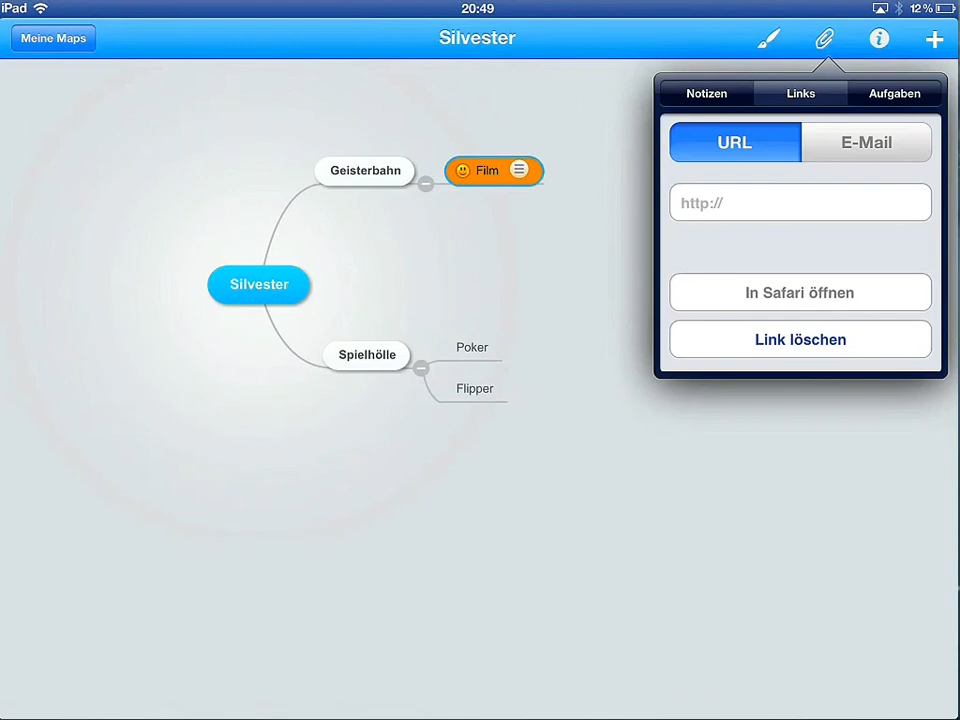 iPad 20:49 12 %
Meine Maps Silvester
Notizen Links Aufgaben
URL E-Mail
http://
In Safari öffnen
Link löschen
Geisterbahn Film
Silvester
Spielhölle
Poker
Flipper